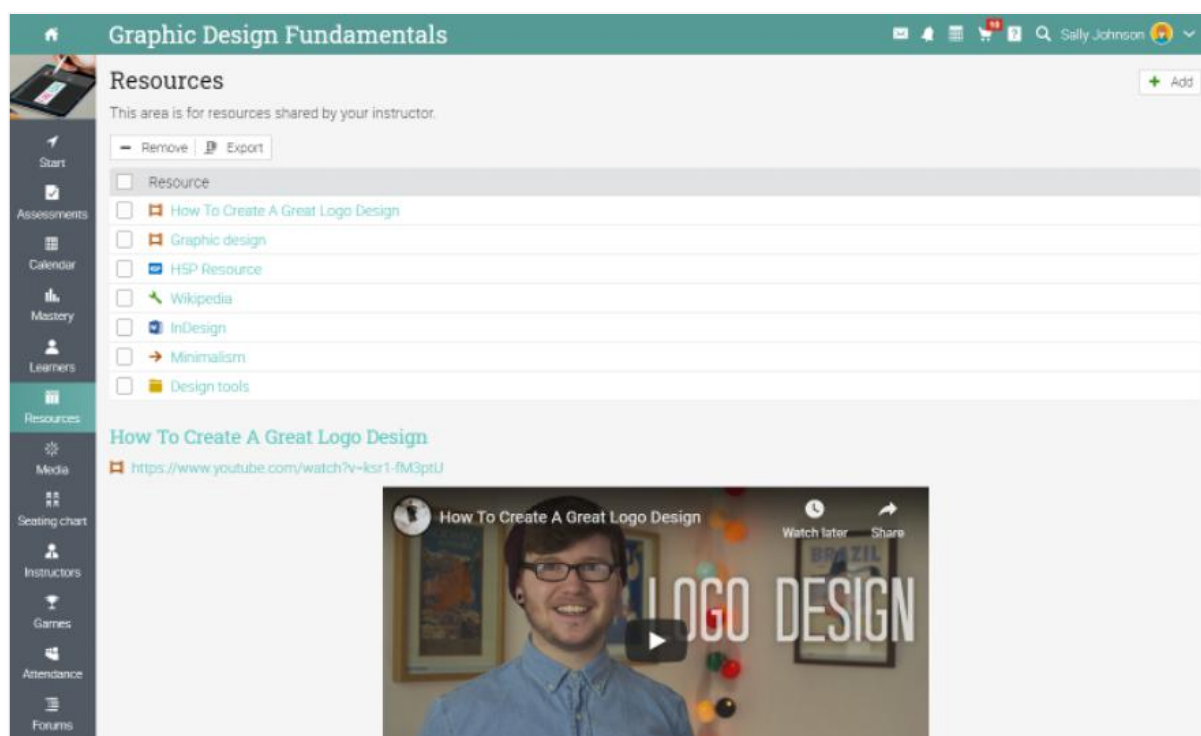 Graphic Design Fundamentals
Sally Johnson
Resources
+ Add
This area is for resources shared by your instructor.
Remove
Export
Resource
How To Create A Great Logo Design
Graphic design
H5P Resource
Wikipedia
InDesign
Minimalism
Design tools
Start
Assessments
Calendar
Mastery
Learners
Resources
Media
Seating chart
Instructors
Games
Attendance
Forums
How To Create A Great Logo Design
https://www.youtube.com/watch?v=ksr1-fM3ptU
How To Create A Great Logo Design
Watch later
Share
BRAZIL
LOGO DESIGN